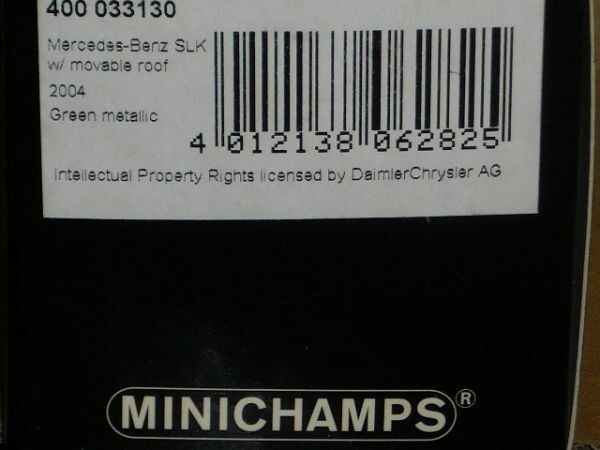 400 033130
Mercedes-Benz SLK
w/ movable roof
2004
Green metallic
4 012138 062825
Intellectual Property Rights licensed by DaimlerChrysler AG
MINICHAMPS®